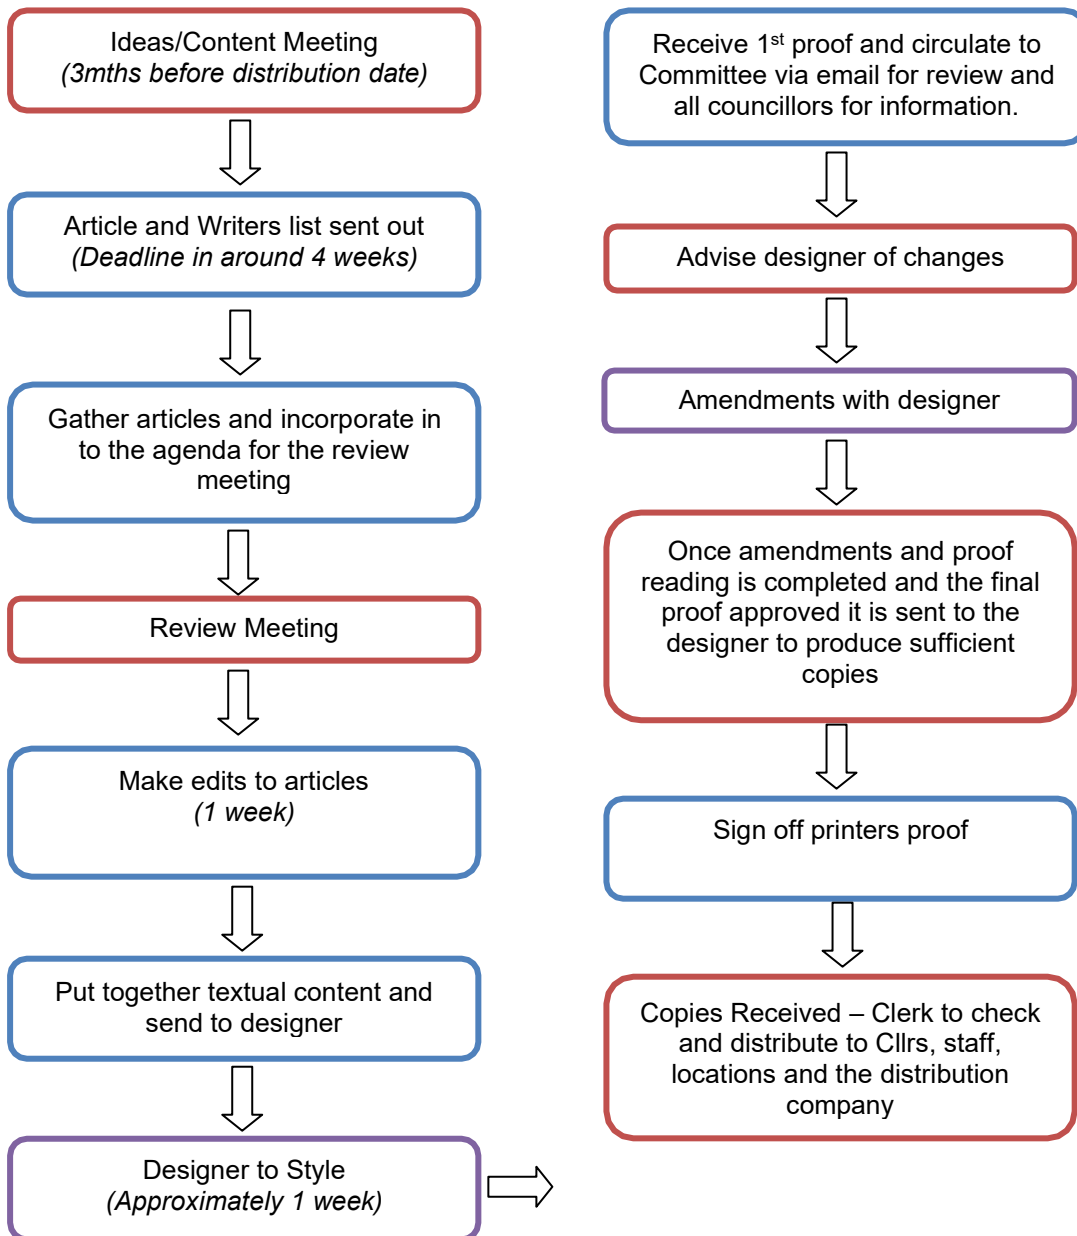 Ideas/Content Meeting
(3mths before distribution date)
Article and Writers list sent out
(Deadline in around 4 weeks)
Gather articles and incorporate in
to the agenda for the review
meeting
Review Meeting
Make edits to articles
(1 week)
Put together textual content and
send to designer
Designer to Style
(Approximately 1 week)
Receive 1st proof and circulate to
Committee via email for review and
all councillors for information.
Advise designer of changes
Amendments with designer
Once amendments and proof
reading is completed and the final
proof approved it is sent to the
designer to produce sufficient
copies
Sign off printers proof
Copies Received – Clerk to check
and distribute to Cllrs, staff,
locations and the distribution
company